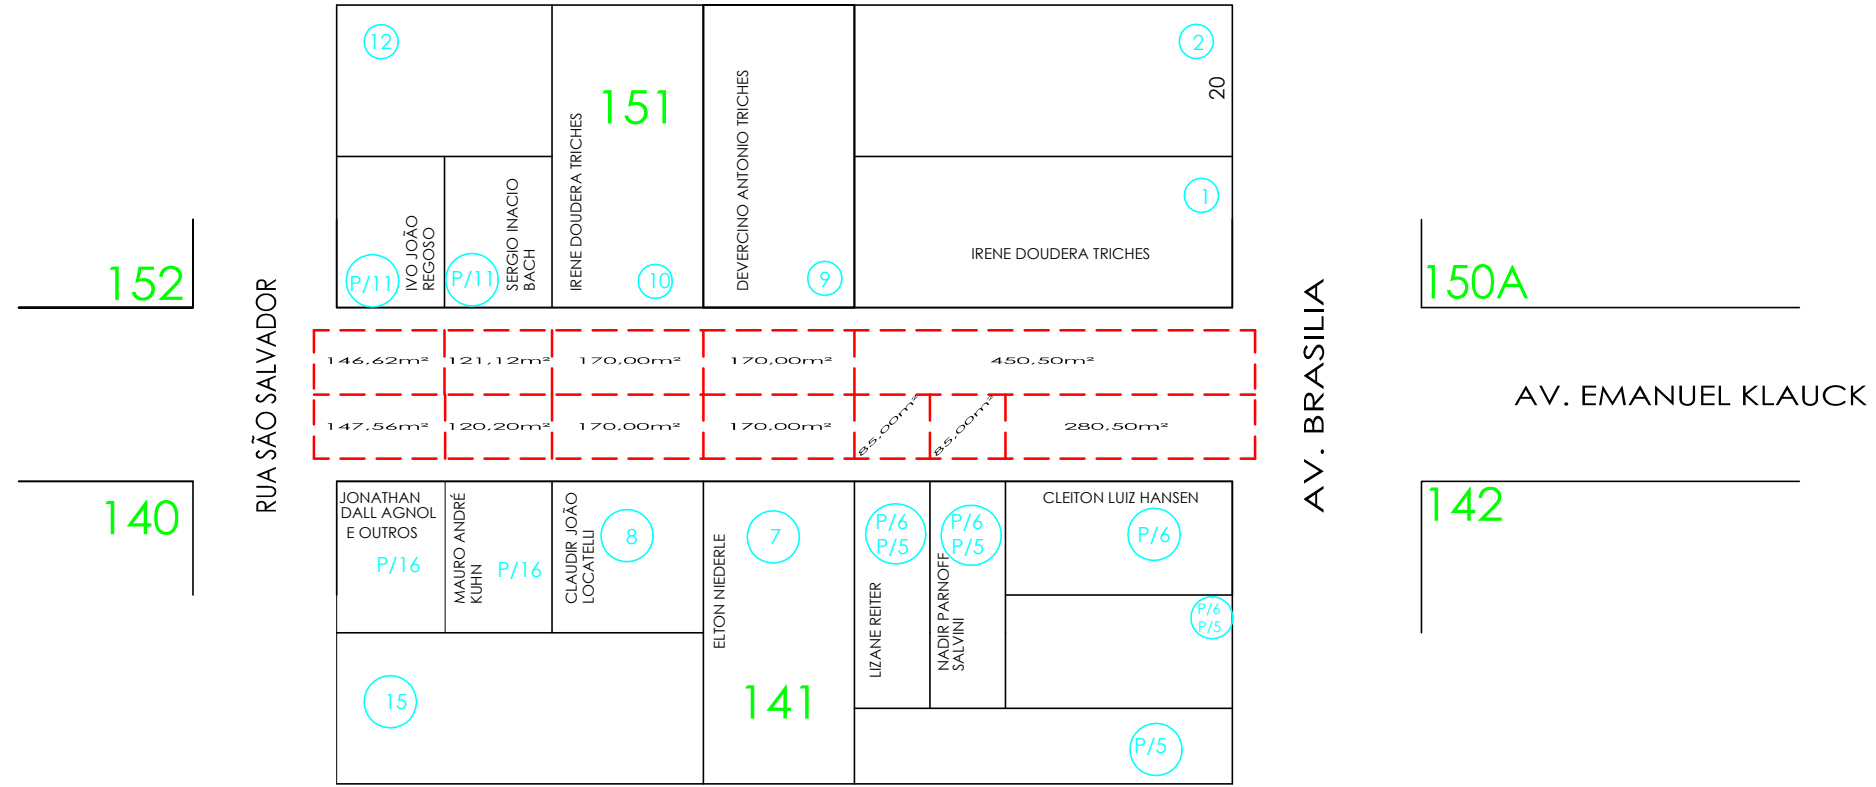 12
2
20
151
IRENE DOUDERA TRICHES
DEVERCINO ANTONIO TRICHES
1
IRENE DOUDERA TRICHES
IVO JOÃO
REGOSO
P/11
SERGIO INACIO
BACH
P/11
10
9
152
150A
RUA SÃO SALVADOR
AV. BRASILIA
AV. EMANUEL KLAUCK
146,62m²
121,12m²
170,00m²
170,00m²
450,50m²
147,56m²
120,20m²
170,00m²
170,00m²
85,00m²
85,00m²
280,50m²
140
142
JONATHAN
DALL AGNOL
E OUTROS
P/16
MAURO ANDRÉ
KUHN
P/16
CLAUDIR JOÃO
LOCATELLI
8
ELTON NIEDERLE
7
P/6
P/5
LIZANE REITER
P/6
P/5
NADIR PARNOFF
SALVINI
CLEITON LUIZ HANSEN
P/6
P/6
P/5
15
141
P/5